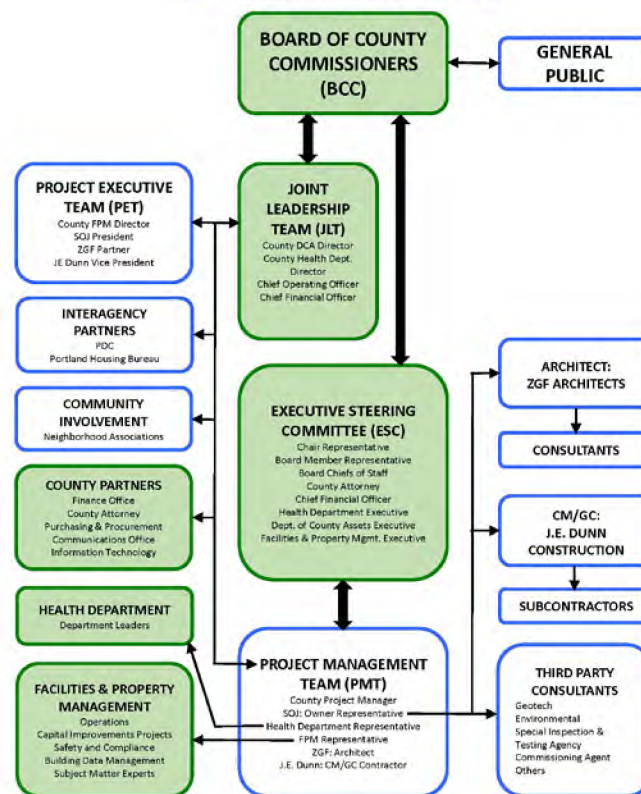 BOARD OF COUNTY
COMMISSIONERS
(BCC)
GENERAL
PUBLIC
PROJECT EXECUTIVE
TEAM (PET)
County FPM Director
SOJ President
ZGF Partner
JE Dunn Vice President
JOINT
LEADERSHIP
TEAM (JLT)
County DCA Director
County Health Dept.
Director
Chief Operating Officer
Chief Financial Officer
INTERAGENCY
PARTNERS
PDC
Portland Housing Bureau
COMMUNITY
INVOLVEMENT
Neighborhood Associations
COUNTY PARTNERS
Finance Office
County Attorney
Purchasing & Procurement
Communications Office
Information Technology
EXECUTIVE STEERING
COMMITTEE (ESC)
Chair Representative
Board Member Representative
Board Chiefs of Staff
County Attorney
Chief Financial Officer
Health Department Executive
Dept. of County Assets Executive
Facilities & Property Mgmt. Executive
ARCHITECT:
ZGF ARCHITECTS
CONSULTANTS
CM/GC:
J.E. DUNN
CONSTRUCTION
SUBCONTRACTORS
HEALTH DEPARTMENT
Department Leaders
FACILITIES & PROPERTY
MANAGEMENT
Operations
Capital Improvements Projects
Safety and Compliance
Building Data Management
Subject Matter Experts
PROJECT MANAGEMENT
TEAM (PMT)
County Project Manager
SOJ: Owner Representative
Health Department Representative
FPM Representative
ZGF: Architect
J.E. Dunn: CM/GC Contractor
THIRD PARTY
CONSULTANTS
Geotech
Environmental
Special Inspection &
Testing Agency
Commissioning Agent
Others